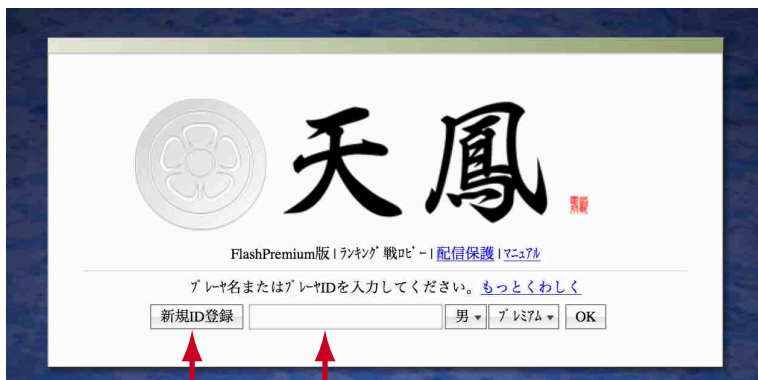 天鳳
FlashPremium版 | ﾗﾝｷﾝｸﾞ戦ﾛﾋﾞｰ | 配信保護 | ﾏﾆｭｱﾙ
ﾌﾟﾚｰﾔ名またはﾌﾟﾚｰﾔIDを入力してください。もっとくわしく
新規ID登録 男 ﾌﾟﾚﾐｱﾑ OK